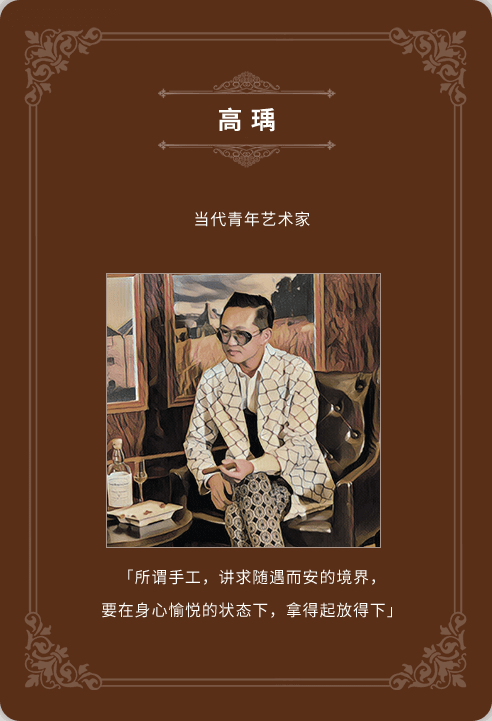 高瑀
当代青年艺术家
「所谓手工，讲求随遇而安的境界，
要在身心愉悦的状态下，拿得起放得下」